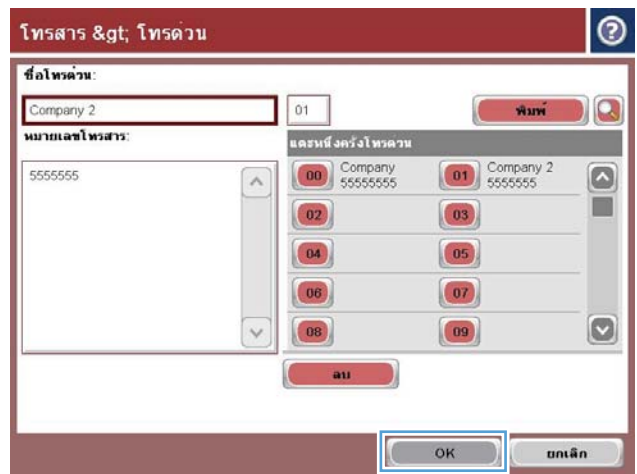 โทรสาร &gt; โทรด่วน
ชื่อโทรด่วน:
Company 2
01
พิมพ์
หมายเลขโทรสาร:
5555555
แตะหนึ่งครั้งโทรด่วน
00 Company 55555555
01 Company 2 5555555
02
03
04
05
06
07
08
09
ลบ
OK
ยกเลิก